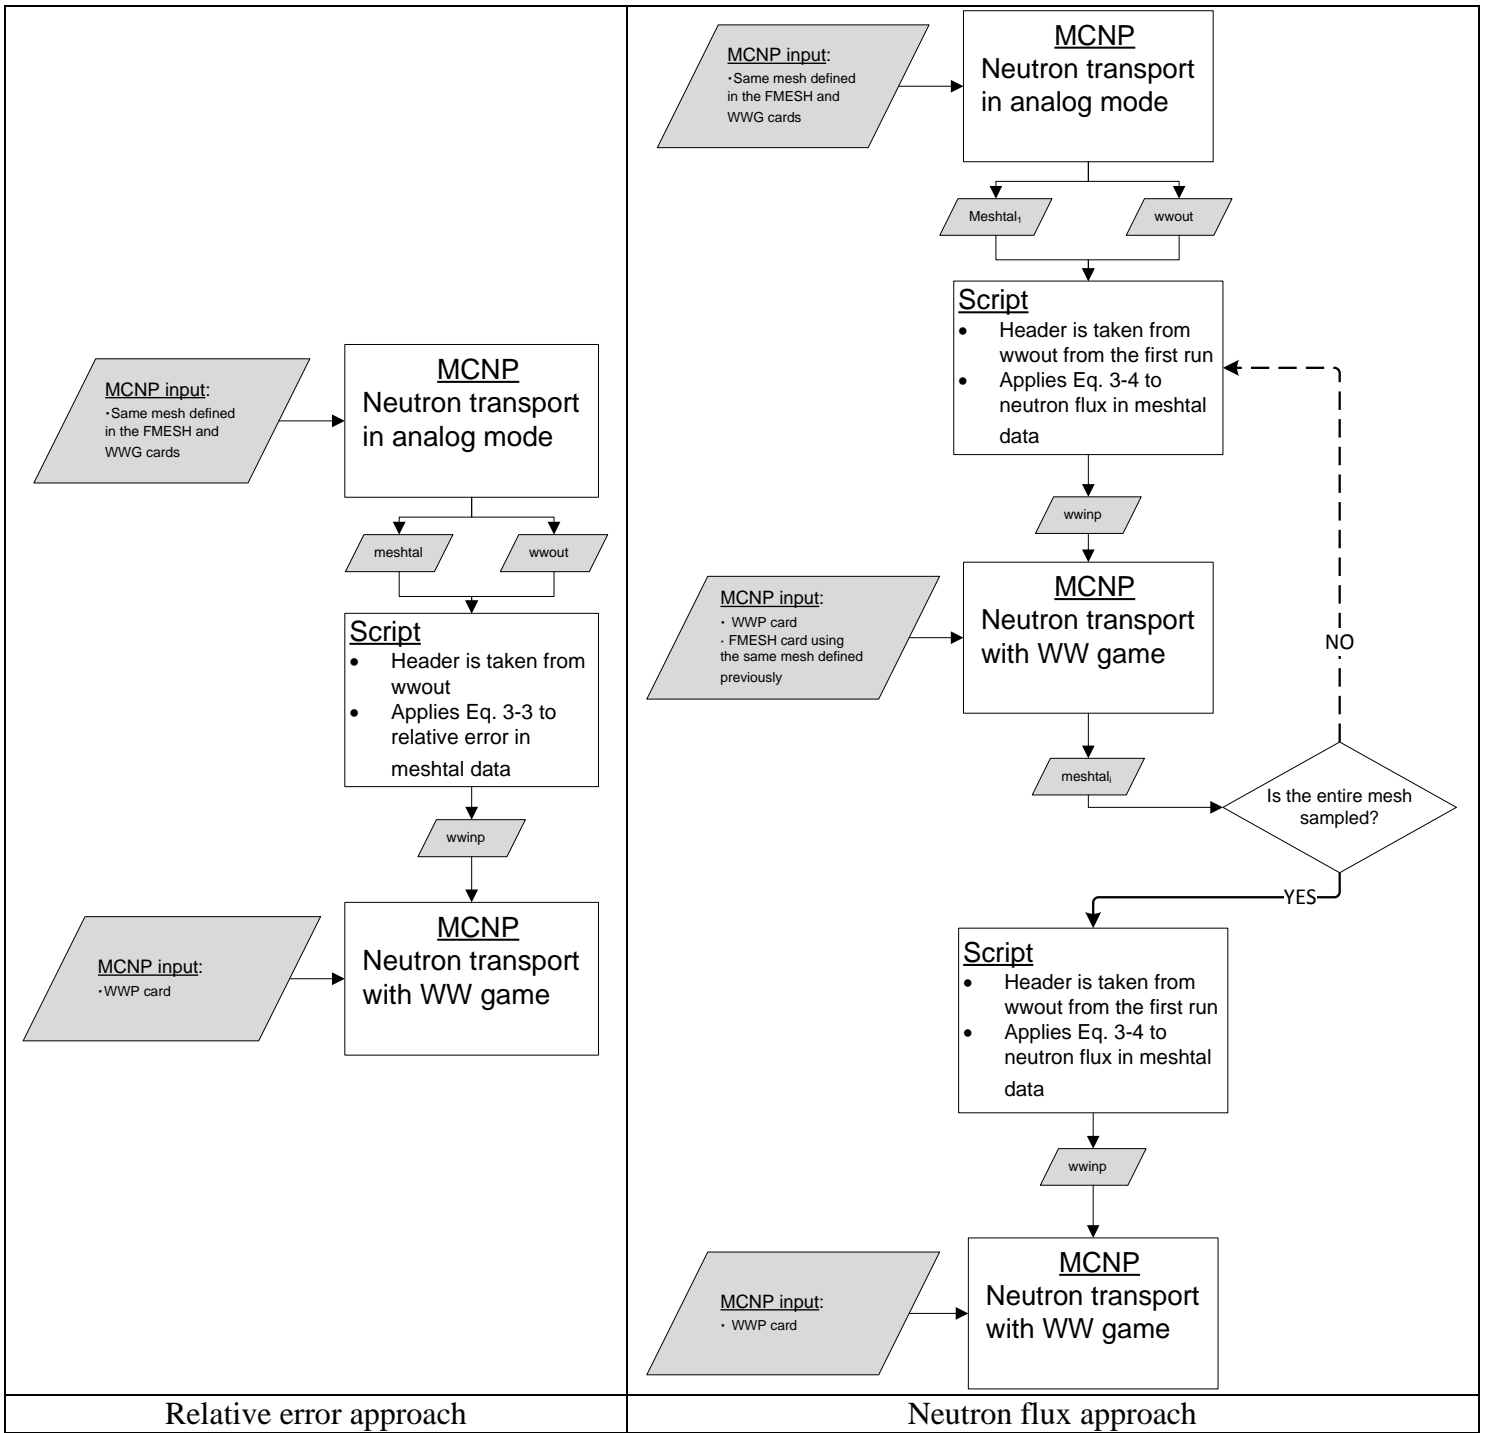 MCNP input:
·Same mesh defined
in the FMESH and
WWG cards
MCNP
Neutron transport
in analog mode
meshtal
wwout
Script
• Header is taken from
wwout
• Applies Eq. 3-3 to
relative error in
meshtal data
wwinp
MCNP input:
·WWP card
MCNP
Neutron transport
with WW game
Relative error approach
MCNP input:
·Same mesh defined
in the FMESH and
WWG cards
MCNP
Neutron transport
in analog mode
Meshtal₁
wwout
Script
• Header is taken from
wwout from the first run
• Applies Eq. 3-4 to
neutron flux in meshtal
data
wwinp
MCNP input:
· WWP card
· FMESH card using
the same mesh defined
previously
MCNP
Neutron transport
with WW game
NO
meshtalᵢ
Is the entire mesh
sampled?
YES
Script
• Header is taken from
wwout from the first run
• Applies Eq. 3-4 to
neutron flux in meshtal
data
wwinp
MCNP input:
· WWP card
MCNP
Neutron transport
with WW game
Neutron flux approach